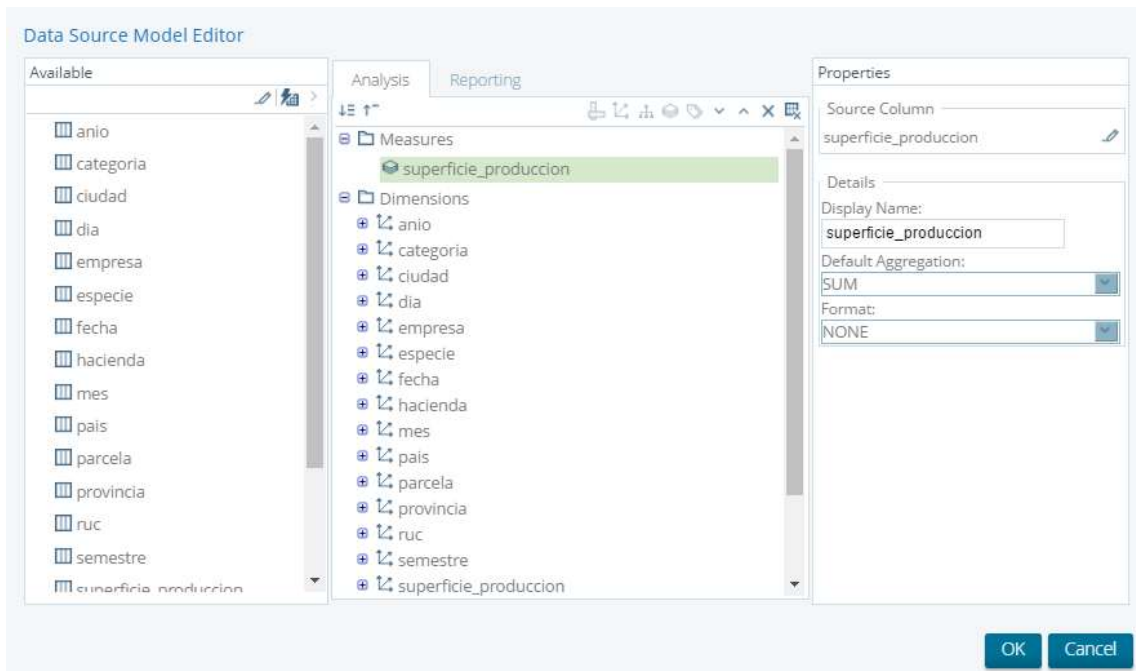 Data Source Model Editor
Available
anio
categoria
ciudad
dia
empresa
especie
fecha
hacienda
mes
pais
parcela
provincia
ruc
semestre
superficie_produccion
Analysis
Reporting
Measures
superficie_produccion
Dimensions
anio
categoria
ciudad
dia
empresa
especie
fecha
hacienda
mes
pais
parcela
provincia
ruc
semestre
superficie_produccion
Properties
Source Column
superficie_produccion
Details
Display Name:
superficie_produccion
Default Aggregation:
SUM
Format:
NONE
OK
Cancel